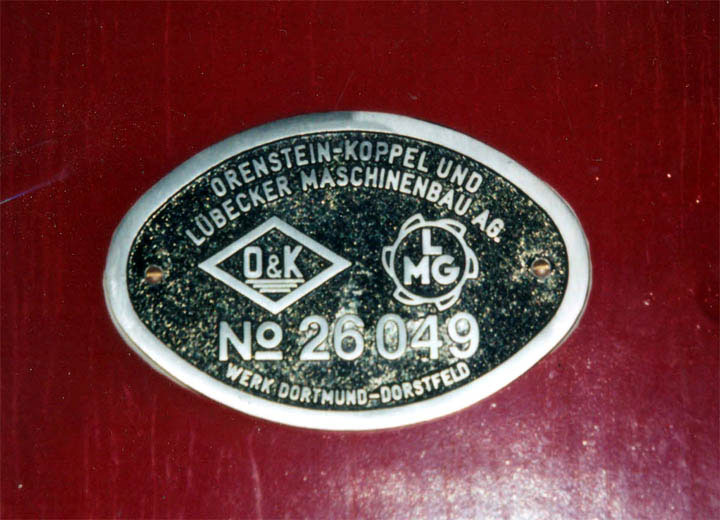 ORENSTEIN-KOPPEL UND
LÜBECKER MASCHINENBAU AG.
O&K
L
MG
No 26049
WERK DORTMUND-DORSTFELD